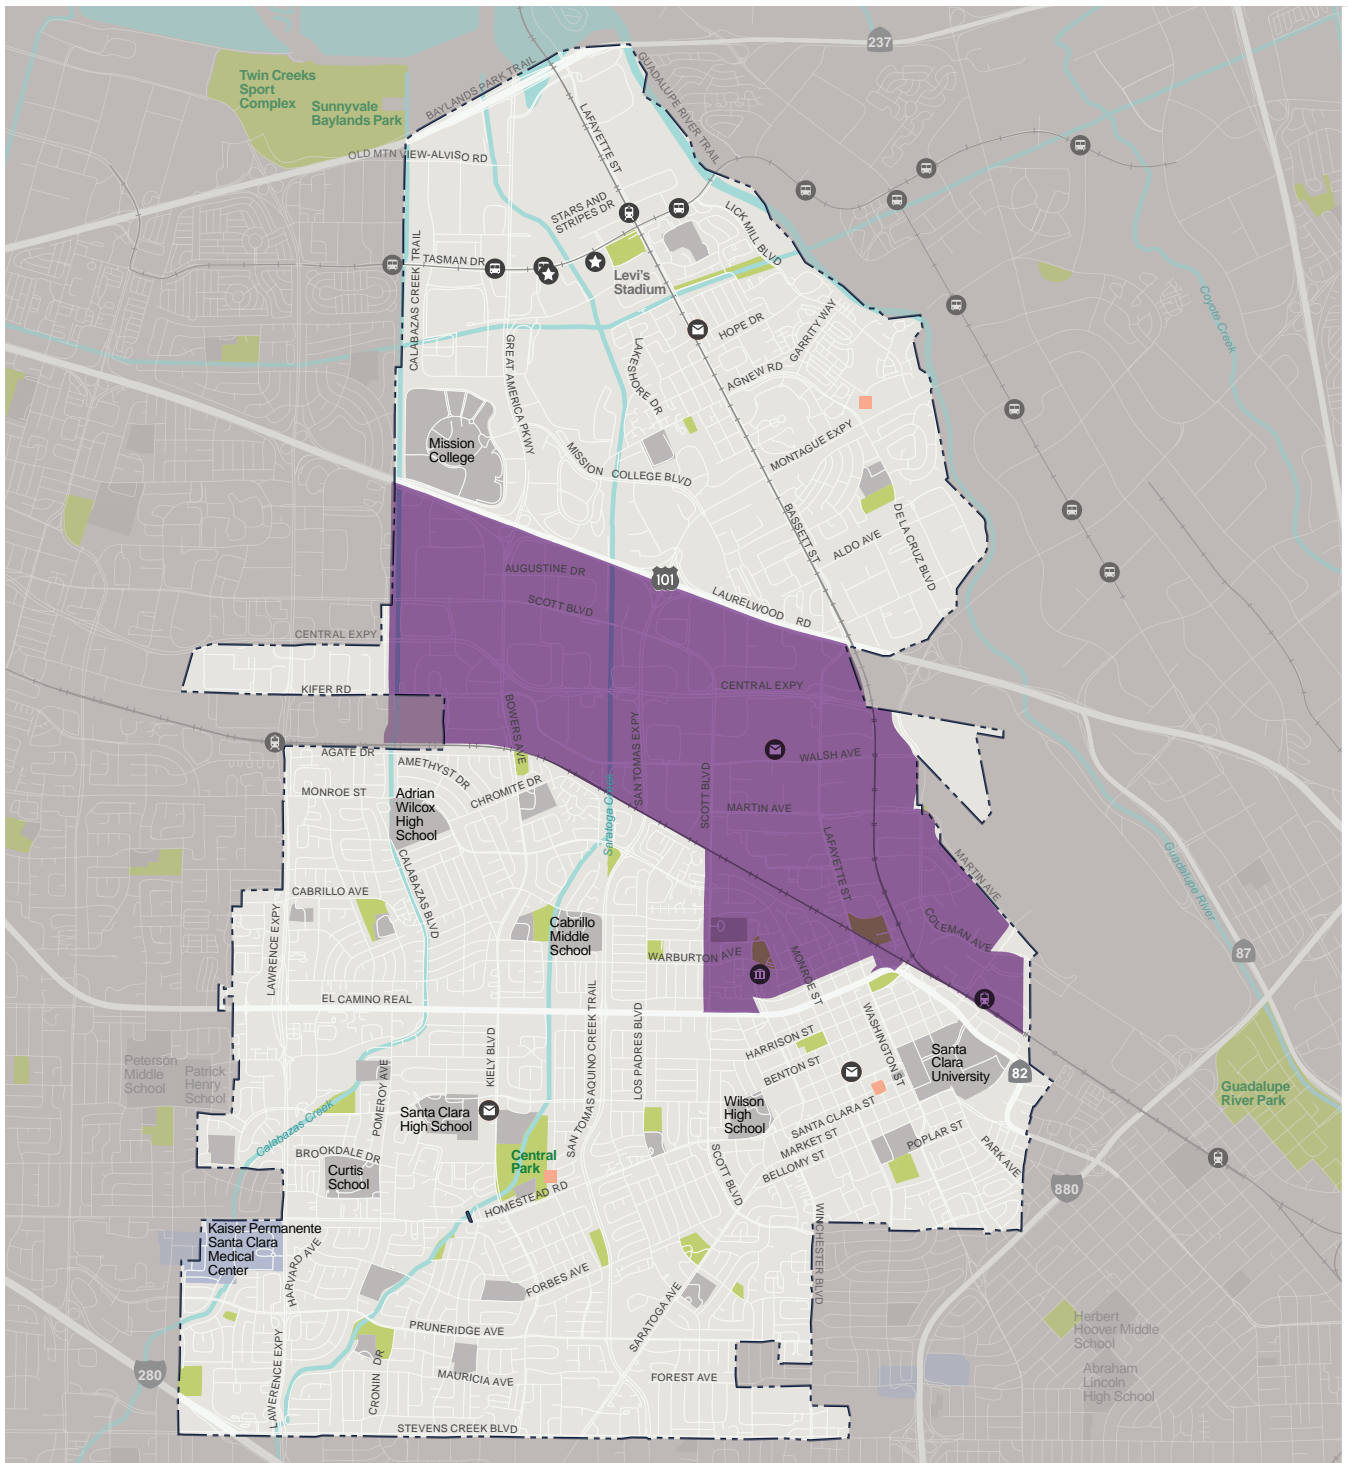 237
Twin Creeks
Sport
Complex
Sunnyvale
Baylands Park
BAYLANDS PARK TRAIL
GUADALUPE RIVER TRAIL
LAFAYETTE ST
OLD MTN VIEW-ALVISO RD
STARS AND
STRIPES DR
LICK MILL BLVD
CALABAZAS CREEK TRAIL
TASMAN DR
Levi's
Stadium
Coyote Creek
HOPE DR
GARRITY WAY
GREAT AMERICA PKWY
LAKESHORE DR
AGNEW RD
Mission
College
MISSION COLLEGE BLVD
MONTAGUE EXPY
BASSETT ST
ALDO AVE
DE LA CRUZ BLVD
AUGUSTINE DR
101
SCOTT BLVD
LAURELWOOD RD
CENTRAL EXPY
KIFER RD
CENTRAL EXPY
BOWERS AVE
SAN TOMAS EXPY
AGATE DR
AMETHYST DR
CHROMITE DR
WALSH AVE
SCOTT BLVD
MONROE ST
Adrian
Wilcox
High
School
Saratoga Creek
MARTIN AVE
LAFAYETTE ST
MARTIN AVE
Guadalupe River
CALABAZAS BLVD
CABRILLO AVE
LAWRENCE EXPY
Cabrillo
Middle
School
WARBURTON AVE
MONROE ST
COLEMAN AVE
87
EL CAMINO REAL
KIELY BLVD
SAN TOMAS AQUINO CREEK TRAIL
LOS PADRES BLVD
HARRISON ST
BENTON ST
WASHINGTON ST
Santa
Clara
University
82
Peterson
Middle
School
Patrick
Henry
School
POMEROY AVE
Calabazas Creek
Santa Clara
High School
Wilson
High
School
SANTA CLARA ST
MARKET ST
BELLOMY ST
POPLAR ST
PARK AVE
Guadalupe
River Park
BROOKDALE DR
Curtis
School
Central
Park
HOMESTEAD RD
SCOTT BLVD
880
WINCHESTER BLVD
Kaiser Permanente
Santa Clara
Medical
Center
HARVARD AVE
FORBES AVE
SARATOGA AVE
PRUNERIDGE AVE
Herbert
Hoover Middle
School
Abraham
Lincoln
High School
280
LAWERENCE EXPY
CRONIN DR
MAURICIA AVE
FOREST AVE
STEVENS CREEK BLVD